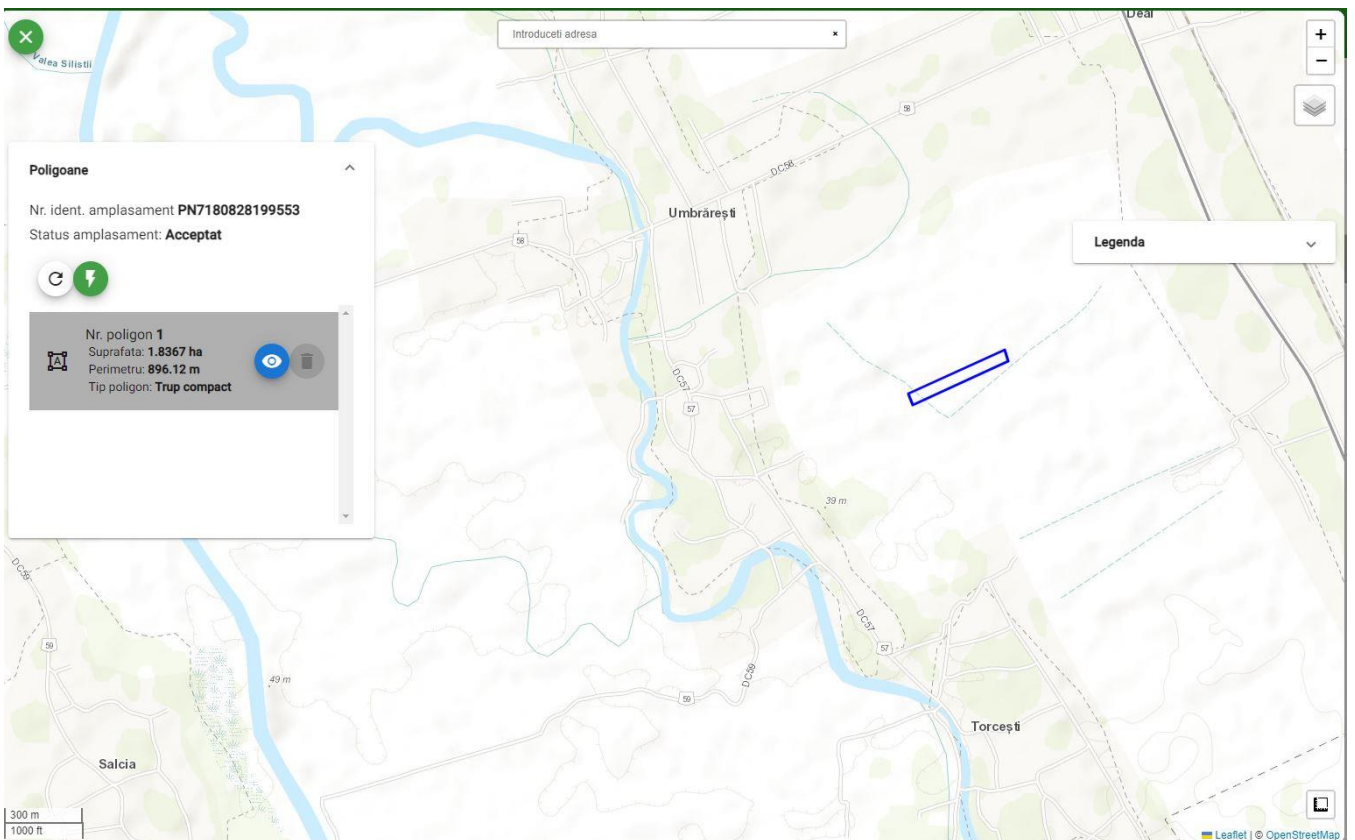 Deal
Introduceti adresa
×
+
−
Valea Silistii
58
DC58
Poligoane
Nr. ident. amplasament PN7180828199553
Status amplasament: Acceptat
Umbrărești
58
Legenda
Nr. poligon 1
Suprafata: 1.8367 ha
Perimetru: 896.12 m
Tip poligon: Trup compact
A
DC57
57
39 m
DC59
DC57
59
57
49 m
DC59
59
Torcești
Salcia
300 m
1000 ft
Leaflet | © OpenStreetMap